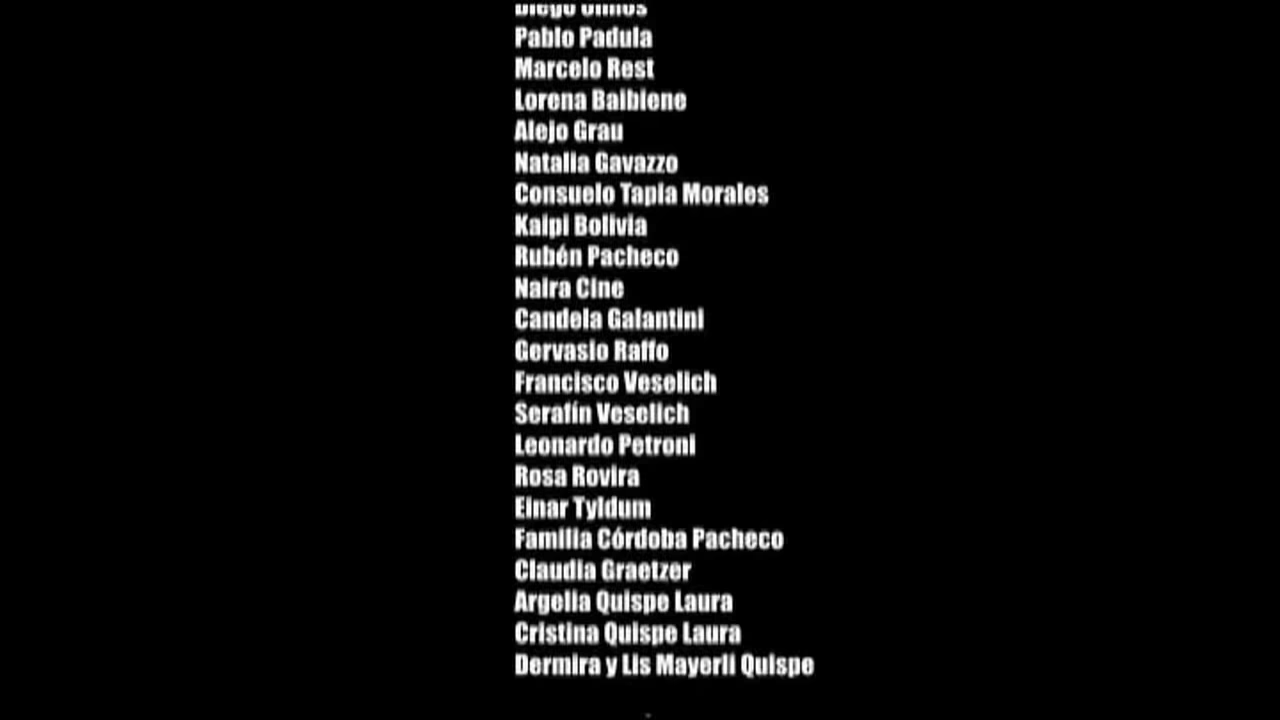 Diego Olmos
Pablo Padula
Marcelo Rest
Lorena Balbiene
Alejo Grau
Natalia Gavazzo
Consuelo Tapia Morales
Kalpi Bolivia
Rubén Pacheco
Naira Cine
Candela Galantini
Gervasio Raffo
Francisco Veselich
Serafín Veselich
Leonardo Petroni
Rosa Rovira
Einar Tyldum
Familia Córdoba Pacheco
Claudia Graetzer
Argelia Quispe Laura
Cristina Quispe Laura
Dermira y Lis Mayerli Quispe